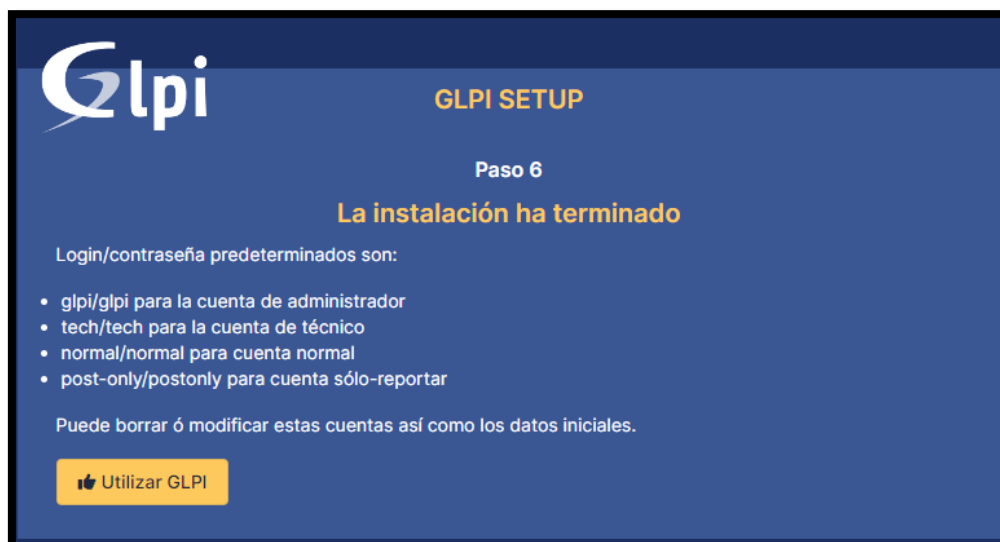 Glpi
GLPI SETUP
Paso 6
La instalación ha terminado
Login/contraseña predeterminados son:
glpi/glpi para la cuenta de administrador
tech/tech para la cuenta de técnico
normal/normal para cuenta normal
post-only/postonly para cuenta sólo-reportar
Puede borrar ó modificar estas cuentas así como los datos iniciales.
Utilizar GLPI